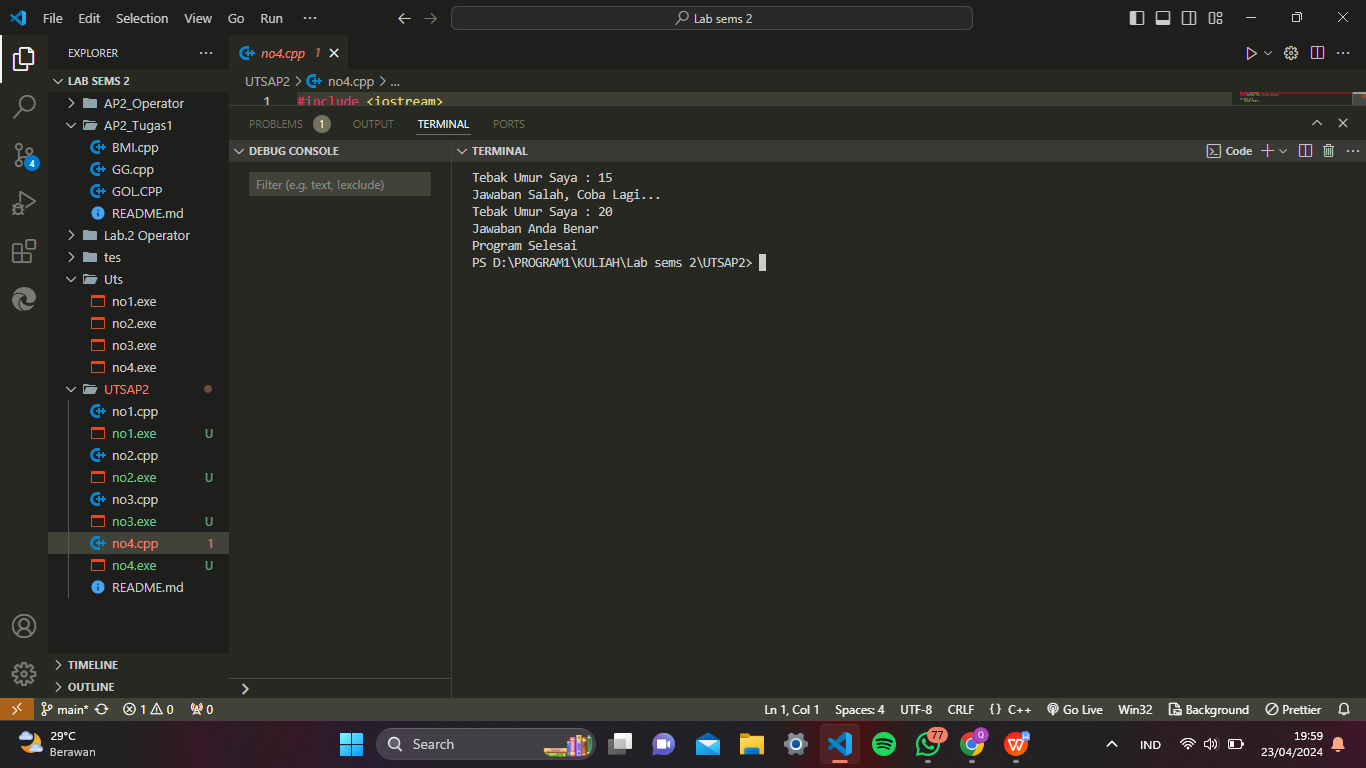 File Edit Selection View Go Run ···
Lab sems 2
EXPLORER ···
LAB SEMS 2
AP2_Operator
AP2_Tugas1
BMI.cpp
GG.cpp
GOL.CPP
README.md
Lab.2 Operator
tes
Uts
no1.exe
no2.exe
no3.exe
no4.exe
UTSAP2
no1.cpp
no1.exe U
no2.cpp
no2.exe U
no3.cpp
no3.exe U
no4.cpp 1
no4.exe U
README.md
TIMELINE
OUTLINE
4
no4.cpp 1
UTSAP2 > no4.cpp > ...
1 #include <iostream>
PROBLEMS 1 OUTPUT TERMINAL PORTS
DEBUG CONSOLE
Filter (e.g. text, !exclude)
TERMINAL
Code
Tebak Umur Saya : 15
Jawaban Salah, Coba Lagi...
Tebak Umur Saya : 20
Jawaban Anda Benar
Program Selesai
PS D:\PROGRAM1\KULIAH\Lab sems 2\UTSAP2>
main* 1 0 0
Ln 1, Col 1 Spaces: 4 UTF-8 CRLF {} C++ Go Live Win32 Background Prettier
29°C
Berawan
Search
77
Q
W
IND
19:59
23/04/2024